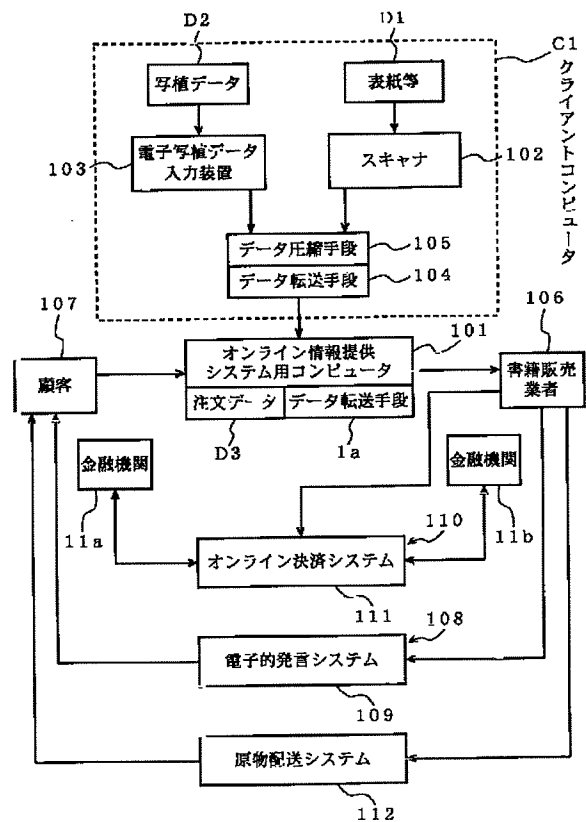 D2
D1
C1
クライアントコンピュータ
写植データ
表紙等
103
電子写植データ
入力装置
スキャナ
102
データ圧縮手段
105
データ転送手段
104
107
101
106
顧客
オンライン情報提供
システム用コンピュータ
書籍販売
業者
注文データ
データ転送手段
D3
1a
金融機関
金融機関
11a
11b
110
オンライン決済システム
111
108
電子的発言システム
109
原物配送システム
112